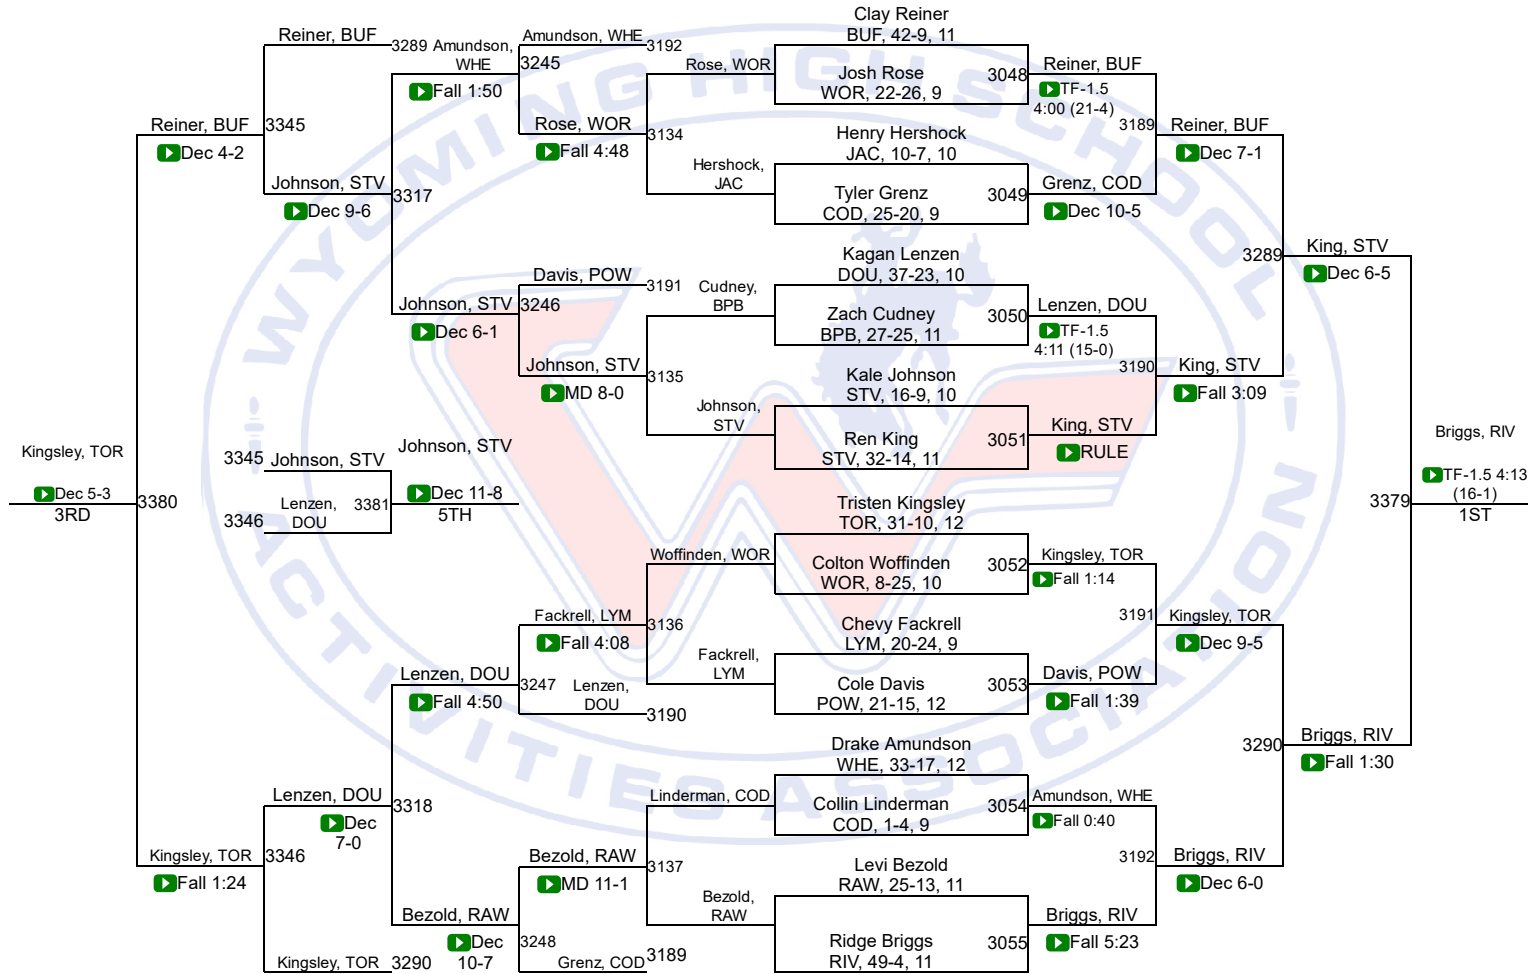 Clay Reiner
BUF, 42-9, 11
Reiner, BUF
3289
Amundson,
WHE
Amundson, WHE
3192
3245
Rose, WOR
Josh Rose
WOR, 22-26, 9
3048
Reiner, BUF
TF-1.5
4:00 (21-4)
Fall 1:50
Reiner, BUF
Dec 4-2
3345
Rose, WOR
Fall 4:48
3134
Henry Hershock
JAC, 10-7, 10
3189
Reiner, BUF
Dec 7-1
Hershock,
JAC
Johnson, STV
Dec 9-6
3317
Tyler Grenz
COD, 25-20, 9
3049
Grenz, COD
Dec 10-5
Kagan Lenzen
DOU, 37-23, 10
3289
King, STV
Dec 6-5
Davis, POW
3191
Cudney,
BPB
Johnson, STV
Dec 6-1
3246
Zach Cudney
BPB, 27-25, 11
3050
Lenzen, DOU
TF-1.5
4:11 (15-0)
Johnson, STV
MD 8-0
3135
Kale Johnson
STV, 16-9, 10
3190
King, STV
Fall 3:09
Johnson,
STV
Ren King
STV, 32-14, 11
3051
King, STV
RULE
Kingsley, TOR
Dec 5-3
3RD
3380
3345
Johnson, STV
Johnson, STV
3346
Lenzen,
DOU
3381
Dec 11-8
5TH
Briggs, RIV
TF-1.5 4:13
(16-1)
1ST
3379
Tristen Kingsley
TOR, 31-10, 12
Woffinden, WOR
Colton Woffinden
WOR, 8-25, 10
3052
Kingsley, TOR
Fall 1:14
Fackrell, LYM
Fall 4:08
3136
Chevy Fackrell
LYM, 20-24, 9
3191
Kingsley, TOR
Dec 9-5
Fackrell,
LYM
Lenzen, DOU
Fall 4:50
3247
Lenzen,
DOU
3190
Cole Davis
POW, 21-15, 12
3053
Davis, POW
Fall 1:39
Drake Amundson
WHE, 33-17, 12
3290
Briggs, RIV
Fall 1:30
Lenzen, DOU
Dec
7-0
3318
Linderman, COD
Collin Linderman
COD, 1-4, 9
3054
Amundson, WHE
Fall 0:40
Kingsley, TOR
Fall 1:24
3346
Bezold, RAW
MD 11-1
3137
Levi Bezold
RAW, 25-13, 11
3192
Briggs, RIV
Dec 6-0
Bezold,
RAW
Bezold, RAW
Dec
10-7
3248
Ridge Briggs
RIV, 49-4, 11
3055
Briggs, RIV
Fall 5:23
Kingsley, TOR
3290
Grenz, COD
3189
WYOMING HIGH SCHOOL
ACTIVITIES ASSOCIATION